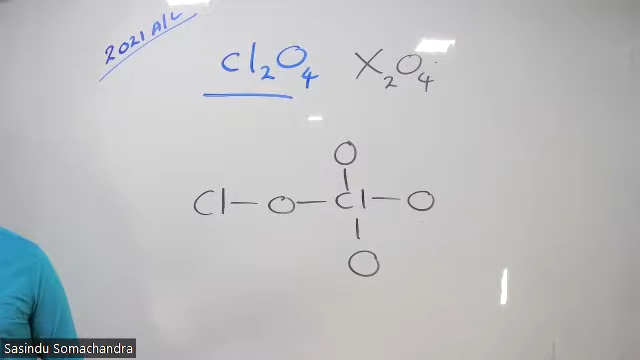 2021 A/L
Cl₂O₄ X₂O₄
O
Cl — O — Cl — O
O
Sasindu Somachandra